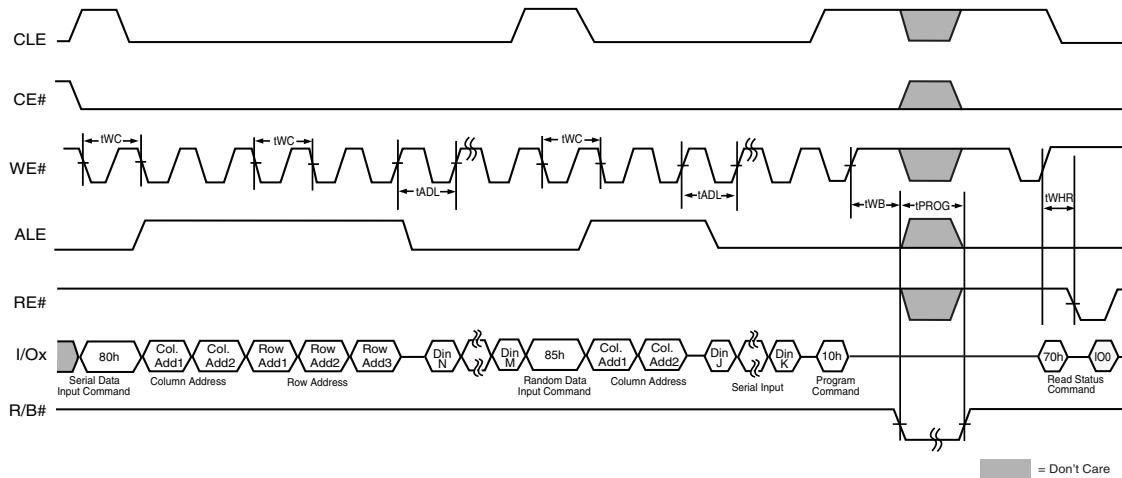 CLE
CE#
tWC
tWC
tWC
WE#
tADL
tADL
tWB
tPROG
tWHR
ALE
RE#
I/Ox
80h
Col. Add1
Col. Add2
Row Add1
Row Add2
Row Add3
Din N
Din M
85h
Col. Add1
Col. Add2
Din J
Din K
10h
70h
IO0
Serial Data
Input Command
Column Address
Row Address
Random Data
Input Command
Column Address
Serial Input
Program
Command
Read Status
Command
R/B#
= Don't Care